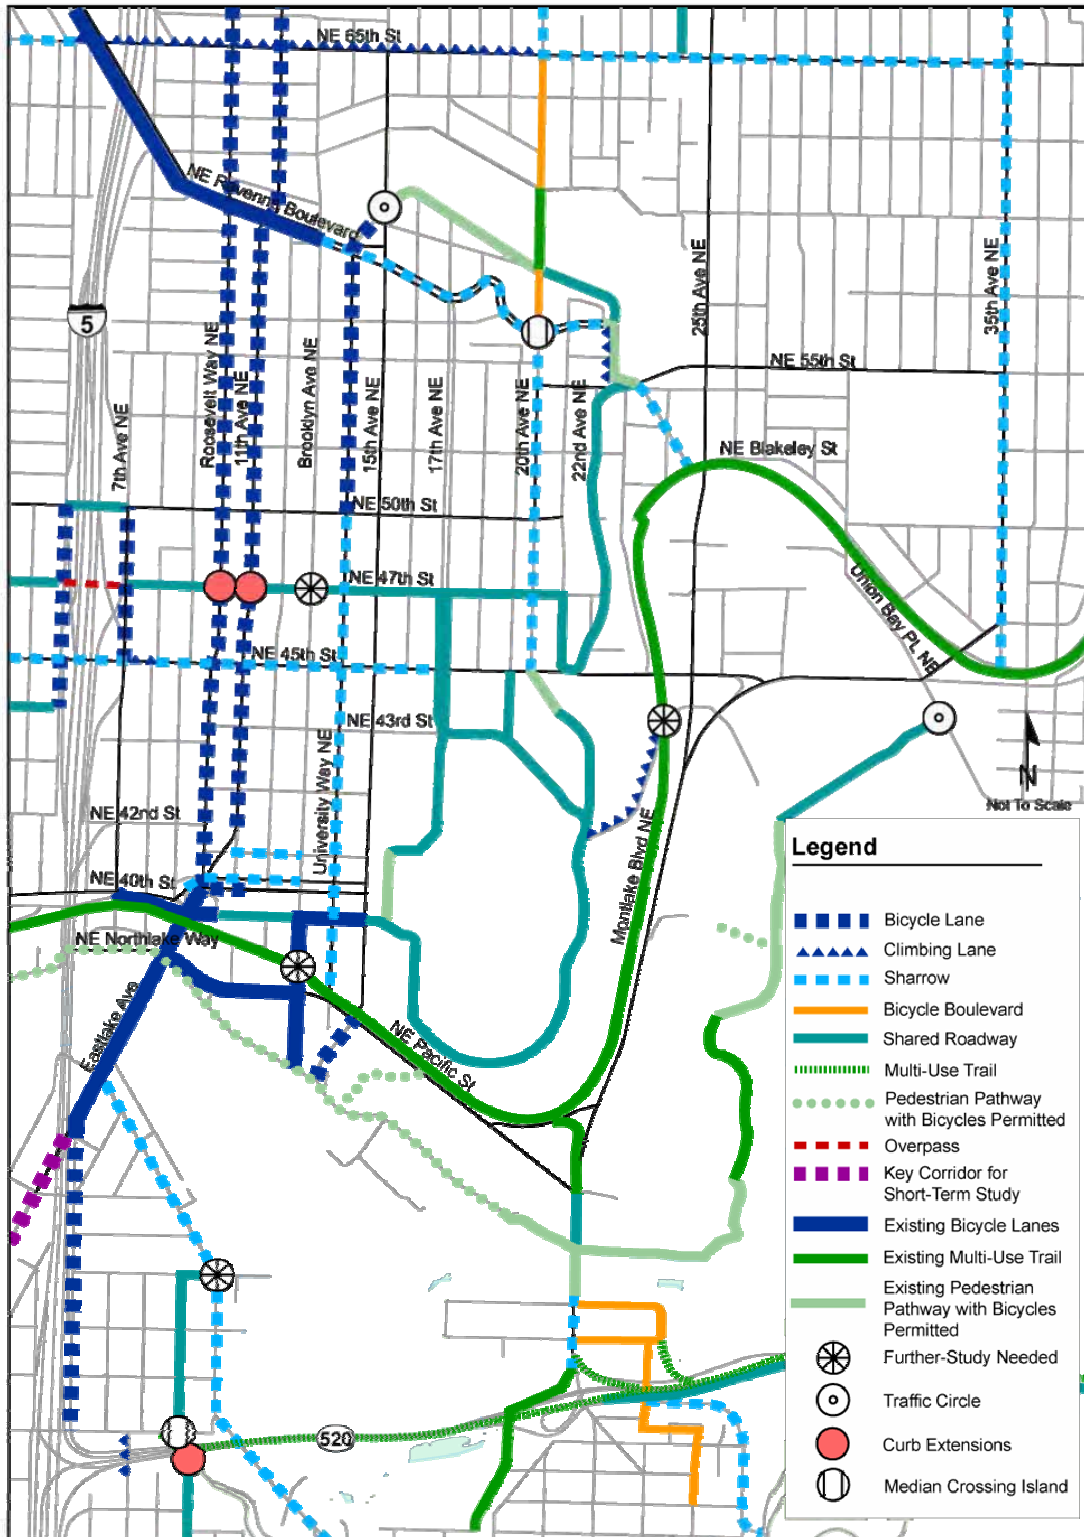 NE 65th St
NE Ravenna Boulevard
5
25th Ave NE
35th Ave NE
Roosevelt Way NE
11th Ave NE
Brooklyn Ave NE
NE 55th St
7th Ave NE
15th Ave NE
17th Ave NE
20th Ave NE
22nd Ave NE
NE Blakeley St
NE 50th St
NE 47th St
Union Bay PL NE
NE 45th St
NE 43rd St
University Way NE
N
Not To Scale
NE 42nd St
Montlake Blvd NE
NE 40th St
NE Northlake Way
Eastlake Ave
NE Pacific St
520
Legend
Bicycle Lane
Climbing Lane
Sharrow
Bicycle Boulevard
Shared Roadway
Multi-Use Trail
Pedestrian Pathway
with Bicycles Permitted
Overpass
Key Corridor for
Short-Term Study
Existing Bicycle Lanes
Existing Multi-Use Trail
Existing Pedestrian
Pathway with Bicycles
Permitted
Further-Study Needed
Traffic Circle
Curb Extensions
Median Crossing Island